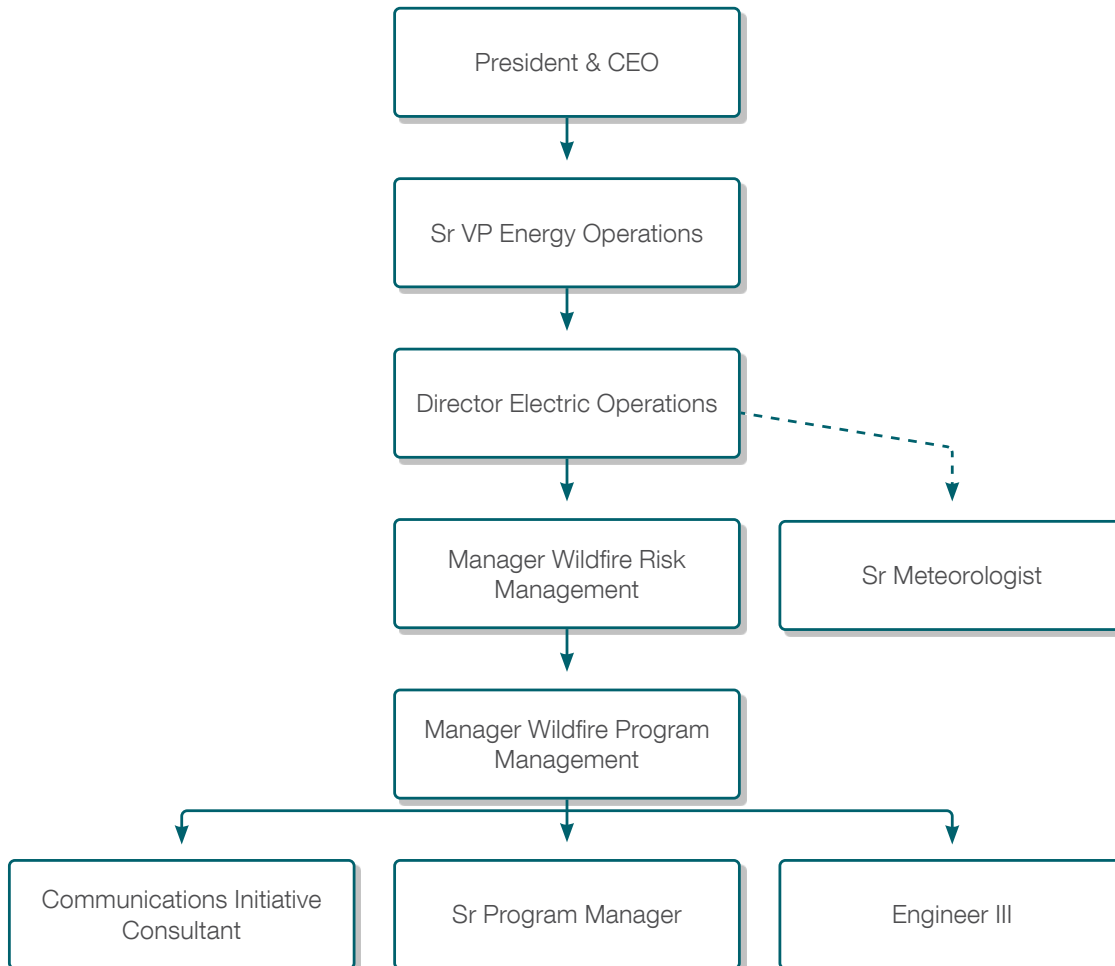 President & CEO
Sr VP Energy Operations
Director Electric Operations
Manager Wildfire Risk
Management
Sr Meteorologist
Manager Wildfire Program
Management
Communications Initiative
Consultant
Sr Program Manager
Engineer III